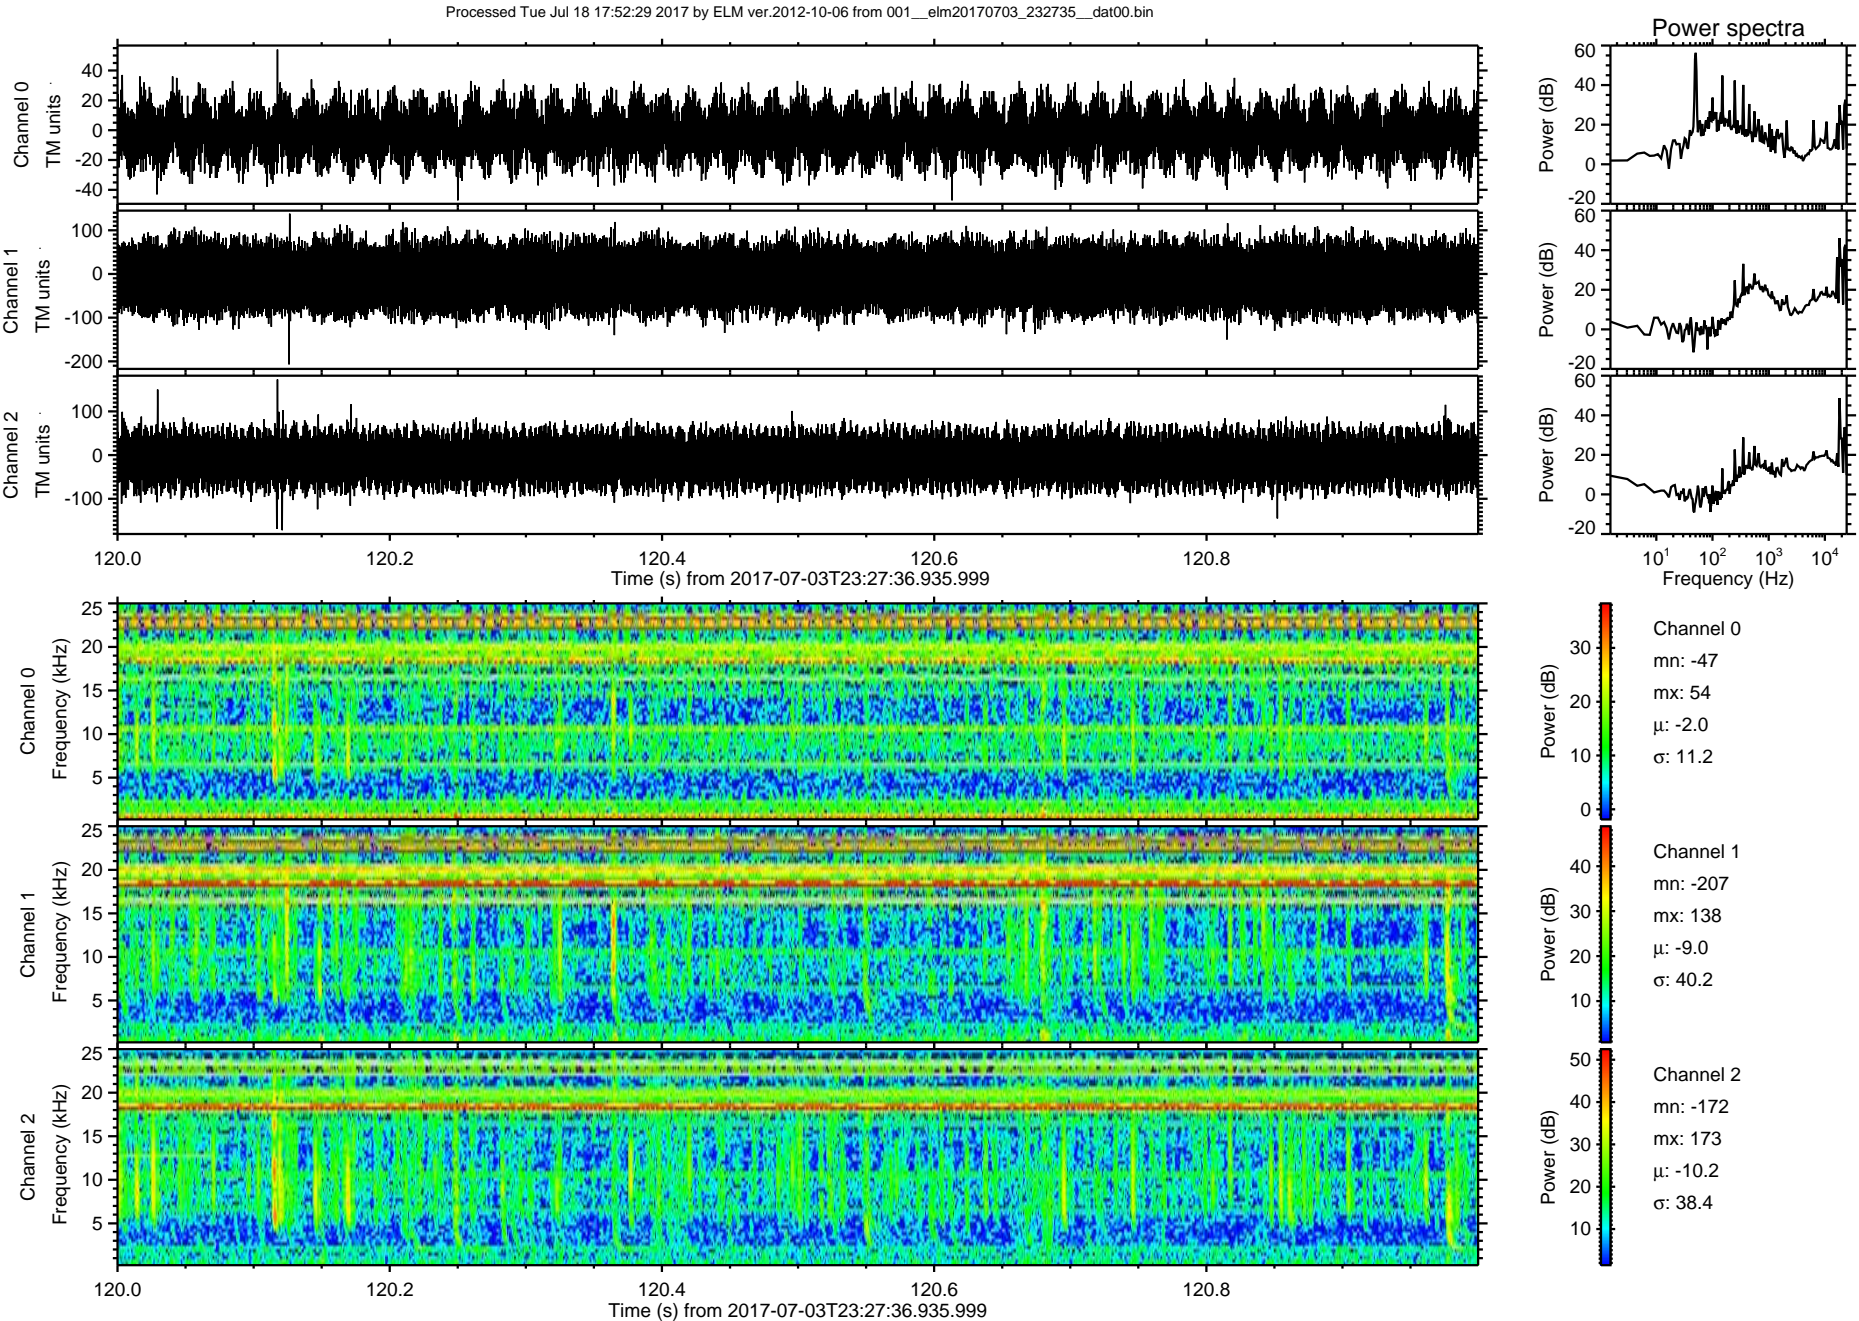 Processed Tue Jul 18 17:52:29 2017 by ELM ver.2012-10-06 from 001__elm20170703_232735__dat00.bin
Power spectra
Channel 0
TM units
40
20
0
-20
-40
Power (dB)
60
40
20
0
-20
Channel 1
TM units
100
0
-100
-200
Power (dB)
60
40
20
0
-20
Channel 2
TM units
100
0
-100
Power (dB)
60
40
20
0
-20
120.0 120.2 120.4 120.6 120.8
Time (s) from 2017-07-03T23:27:36.935.999
10^1 10^2 10^3 10^4
Frequency (Hz)
Channel 0
Frequency (kHz)
25
20
15
10
5
Power (dB)
30
20
10
0
Channel 0
mn: -47
mx: 54
μ: -2.0
σ: 11.2
Channel 1
Frequency (kHz)
25
20
15
10
5
Power (dB)
40
30
20
10
Channel 1
mn: -207
mx: 138
μ: -9.0
σ: 40.2
Channel 2
Frequency (kHz)
25
20
15
10
5
Power (dB)
50
40
30
20
10
Channel 2
mn: -172
mx: 173
μ: -10.2
σ: 38.4
120.0 120.2 120.4 120.6 120.8
Time (s) from 2017-07-03T23:27:36.935.999